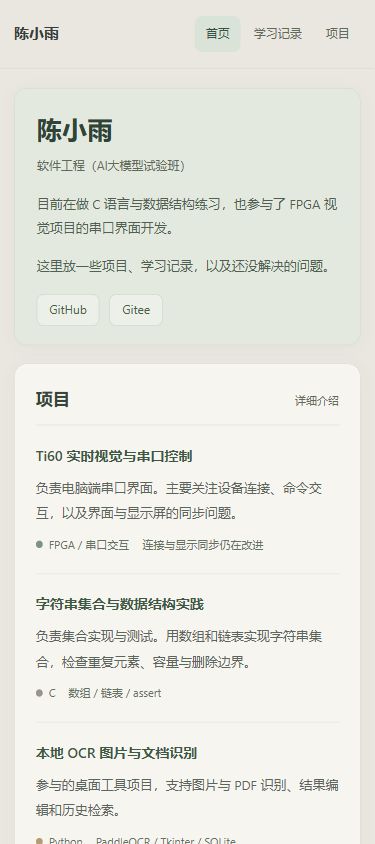 陈小雨
首页 学习记录 项目
陈小雨
软件工程（AI大模型试验班）
目前在做 C 语言与数据结构练习，也参与了 FPGA 视
觉项目的串口界面开发。
这里放一些项目、学习记录，以及还没解决的问题。
GitHub Gitee
项目 详细介绍
Ti60 实时视觉与串口控制
负责电脑端串口界面。主要关注设备连接、命令交
互，以及界面与显示屏的同步问题。
FPGA / 串口交互 连接与显示同步仍在改进
字符串集合与数据结构实践
负责集合实现与测试。用数组和链表实现字符串集
合，检查重复元素、容量与删除边界。
C 数组 / 链表 / assert
本地 OCR 图片与文档识别
参与的桌面工具项目，支持图片与 PDF 识别、结果编
辑和历史检索。
Python PaddleOCR / Tkinter / SQLite